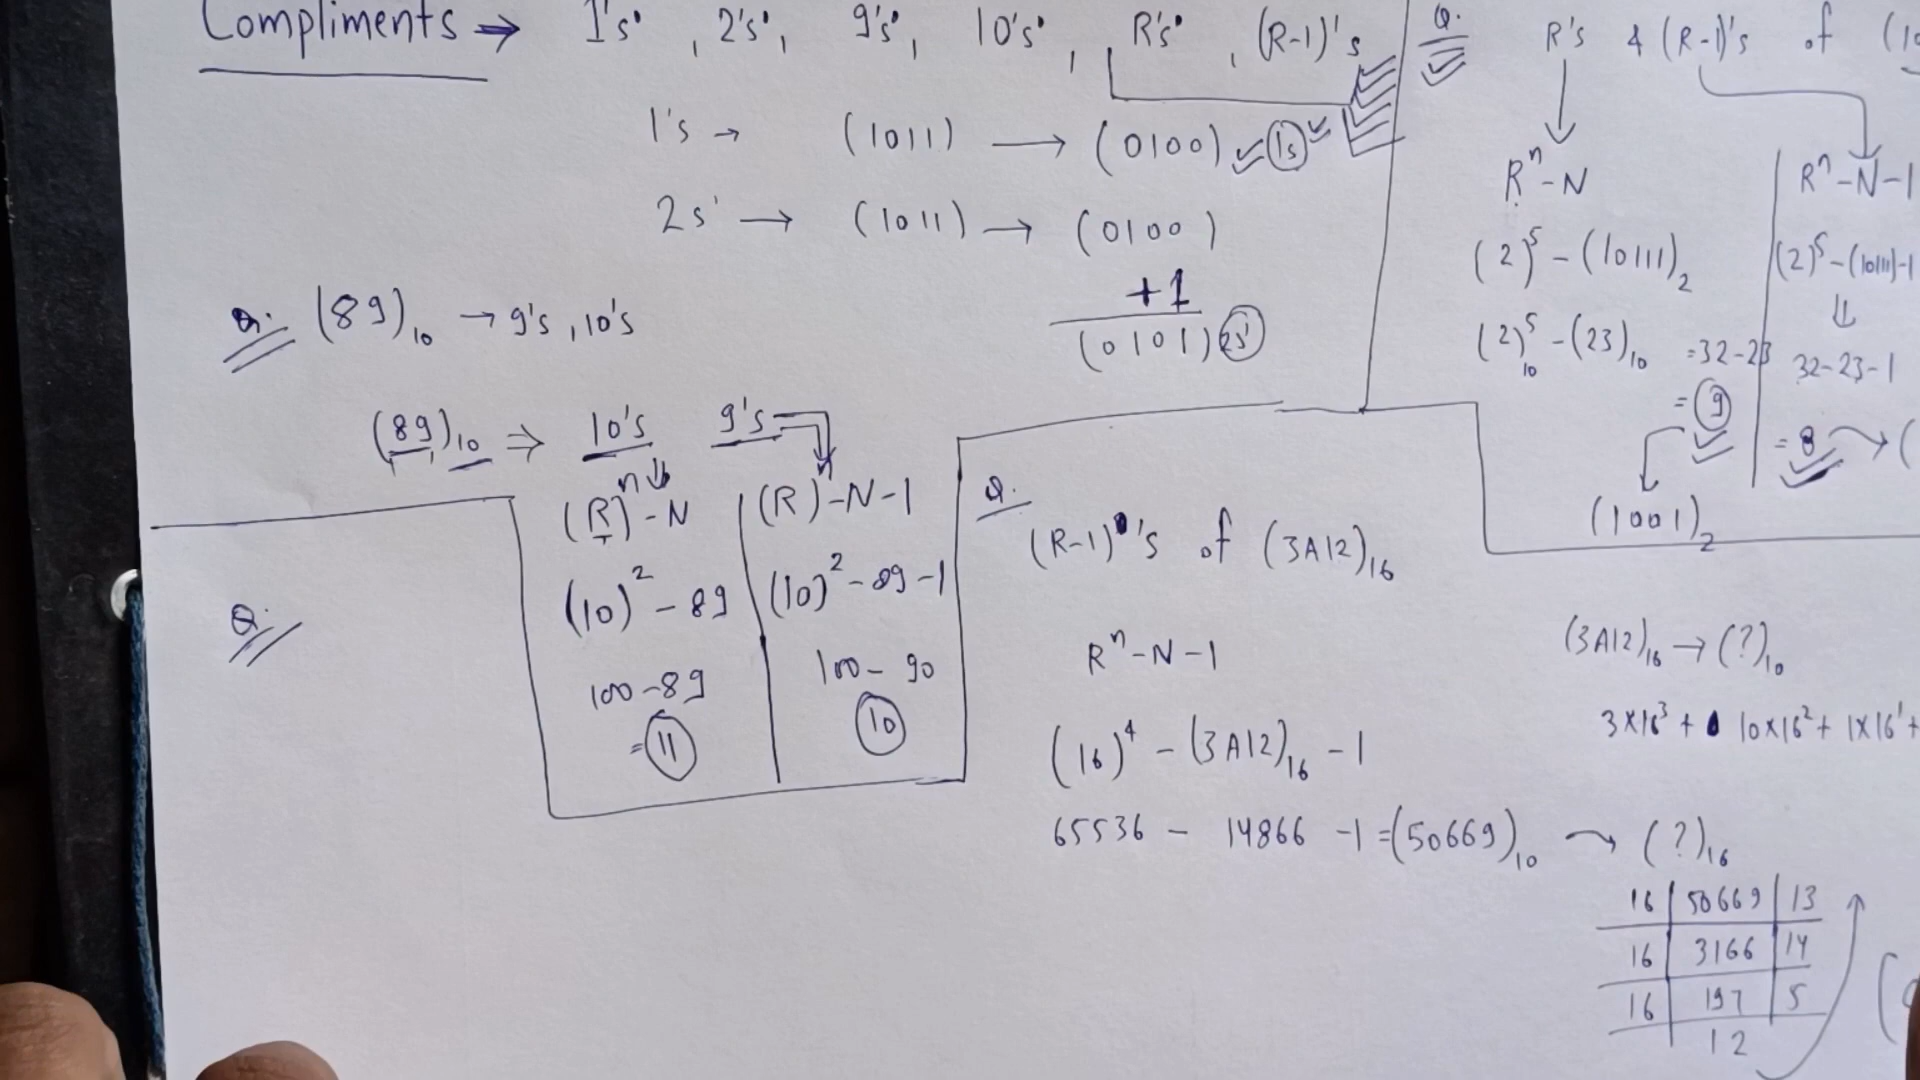 Compliments → 1's, 2's, 9's, 10's, R's, (R-1)'s
1's → (1011) → (0100) 1s
2s' → (1011) → (0100)
+1
(0101) 2s'
Q. (89)₁₀ → 9's, 10's
(89)₁₀ ⇒ 10's 9's
(R)ⁿ-N
(10)² - 89
100-89
=11
(R)ⁿ-N-1
(10)²-89-1
100-90
10
Q. R's & (R-1)'s of
Rⁿ-N
(2)⁵-(10111)₂
(2)⁵₁₀-(23)₁₀ =32-23
=9
(1001)₂
Rⁿ-N-1
(2)⁵-(10111)-1
32-23-1
=8 → (
Q.
Q.
(R-1)'s of (3A12)₁₆
Rⁿ-N-1
(16)⁴-(3A12)₁₆-1
65536 - 14866 -1=(50669)₁₀ → (?)₁₆
(3A12)₁₆ → (?)₁₀
3×16³+ 10×16²+ 1×16¹+
16 | 50669 | 13
16 | 3166 | 14
16 | 197 | 5
12